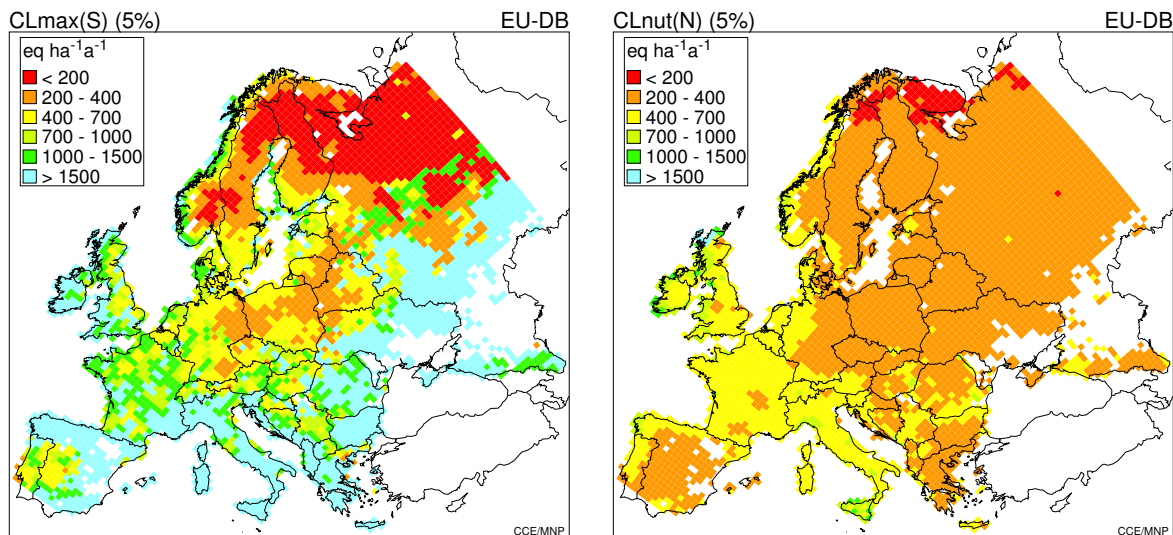 CLmax(S) (5%) EU-DB
eq ha⁻¹a⁻¹
< 200
200 - 400
400 - 700
700 - 1000
1000 - 1500
> 1500
CCE/MNP
CLnut(N) (5%) EU-DB
eq ha⁻¹a⁻¹
< 200
200 - 400
400 - 700
700 - 1000
1000 - 1500
> 1500
CCE/MNP